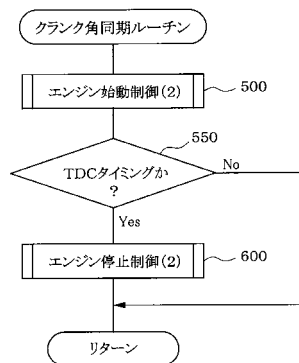 クランク角同期ルーチン
エンジン始動制御(2)
500
550
TDCタイミングか
?
No
Yes
エンジン停止制御(2)
600
リターン